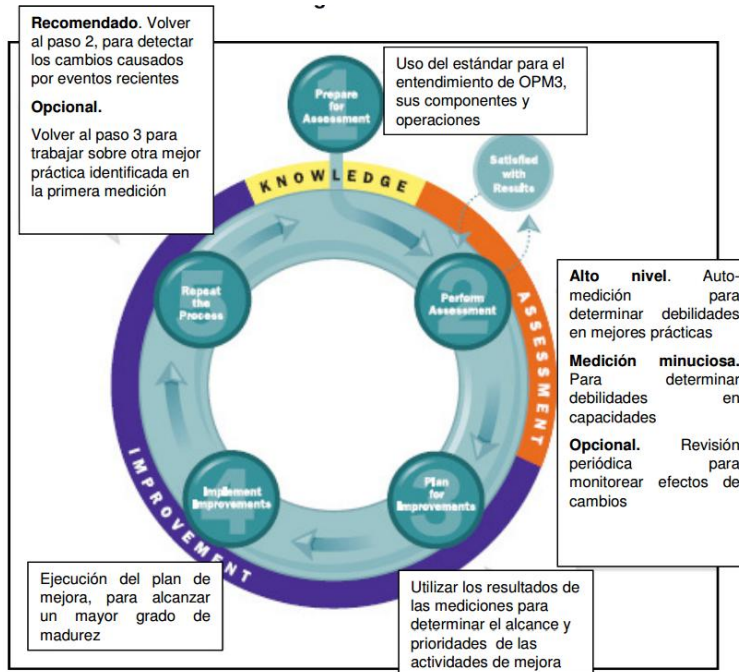 Recomendado. Volver
al paso 2, para detectar
los cambios causados
por eventos recientes
Opcional.
Volver al paso 3 para
trabajar sobre otra mejor
práctica identificada en
la primera medición
1
Prepare
for
Assessment
Uso del estándar para el
entendimiento de OPM3,
sus componentes y
operaciones
Satisfied
with
Results
KNOWLEDGE
ASSESSMENT
IMPROVEMENT
2
Perform
Assessment
Alto nivel. Auto-
medición para
determinar debilidades
en mejores prácticas
Medición minuciosa.
Para determinar
debilidades en
capacidades
Opcional. Revisión
periódica para
monitorear efectos de
cambios
3
Plan
for
Improvements
Utilizar los resultados de
las mediciones para
determinar el alcance y
prioridades de las
actividades de mejora
4
Implement
Improvements
Ejecución del plan de
mejora, para alcanzar
un mayor grado de
madurez
5
Repeat
the
Process